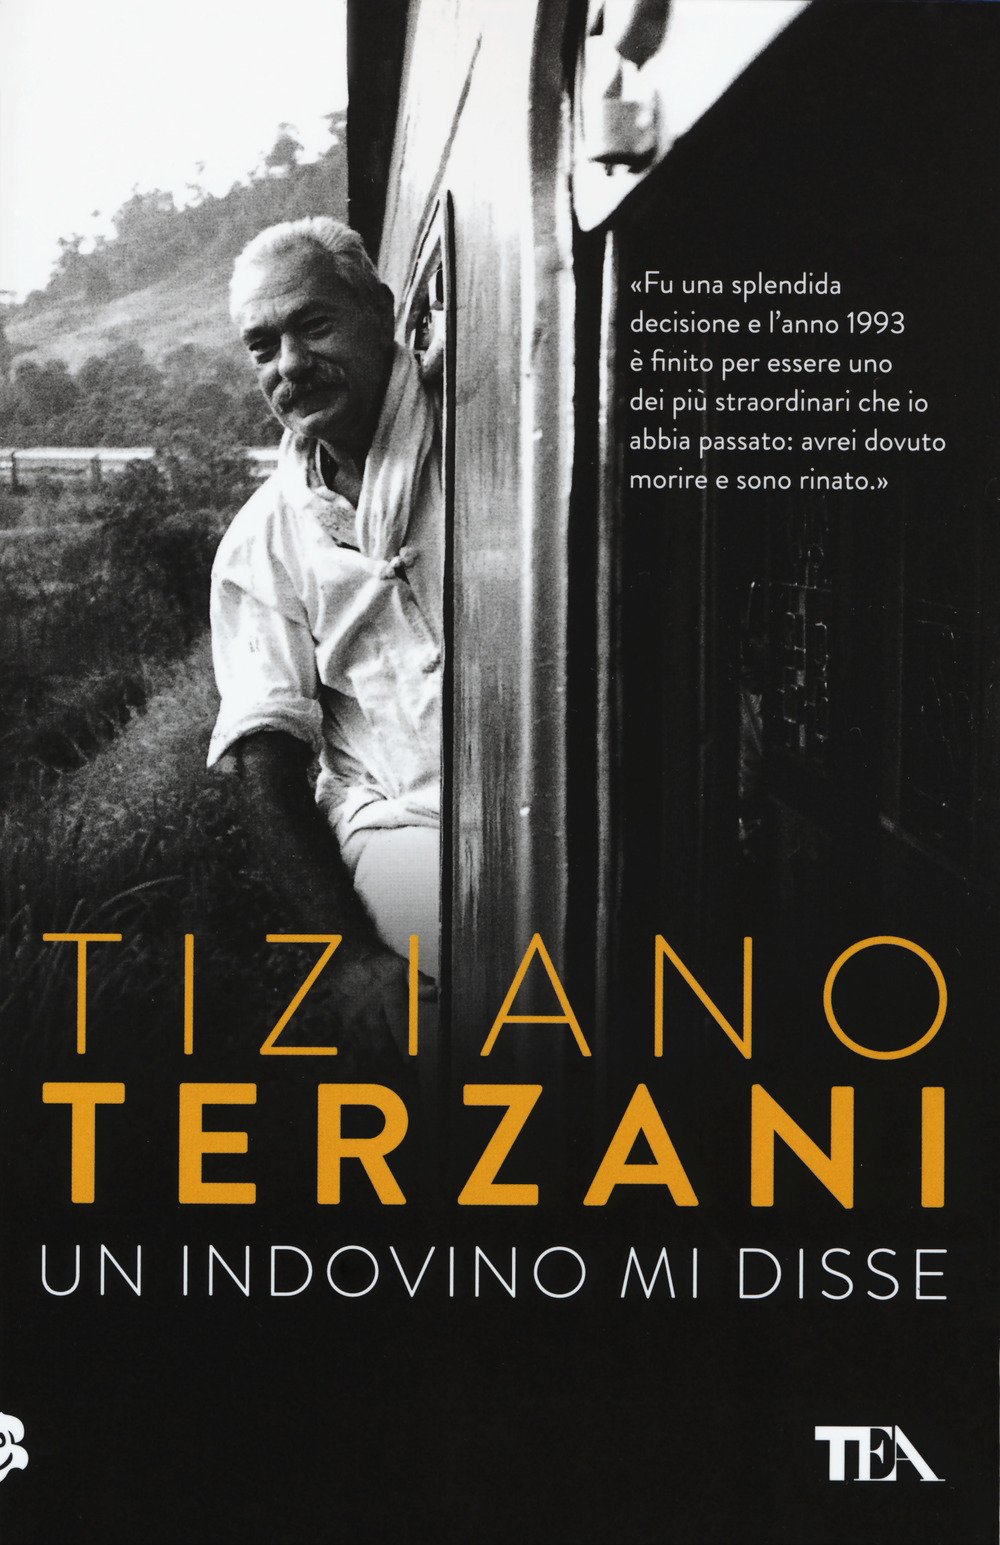 «Fu una splendida
decisione e l'anno 1993
è finito per essere uno
dei più straordinari che io
abbia passato: avrei dovuto
morire e sono rinato.»
TIZIANO
TERZANI
UN INDOVINO MI DISSE
TEA